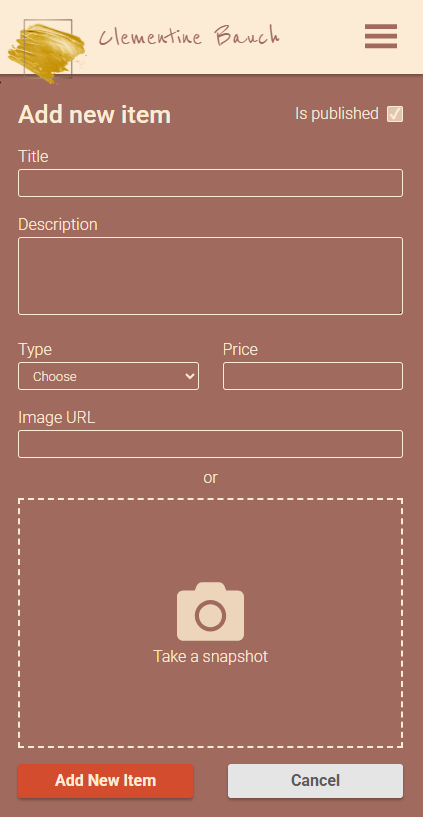 Clementine Bauch
Add new item
Is published
Title
Description
Type
Price
Choose
Image URL
or
Take a snapshot
Add New Item
Cancel